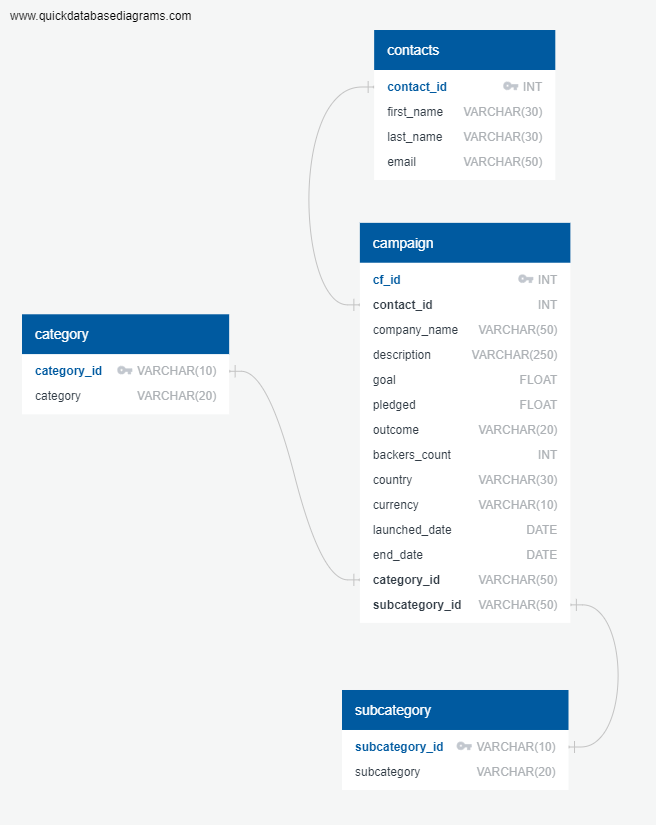 www.quickdatabasediagrams.com
contacts
contact_id INT
first_name VARCHAR(30)
last_name VARCHAR(30)
email VARCHAR(50)
campaign
cf_id INT
contact_id INT
company_name VARCHAR(50)
description VARCHAR(250)
goal FLOAT
pledged FLOAT
outcome VARCHAR(20)
backers_count INT
country VARCHAR(30)
currency VARCHAR(10)
launched_date DATE
end_date DATE
category_id VARCHAR(50)
subcategory_id VARCHAR(50)
category
category_id VARCHAR(10)
category VARCHAR(20)
subcategory
subcategory_id VARCHAR(10)
subcategory VARCHAR(20)